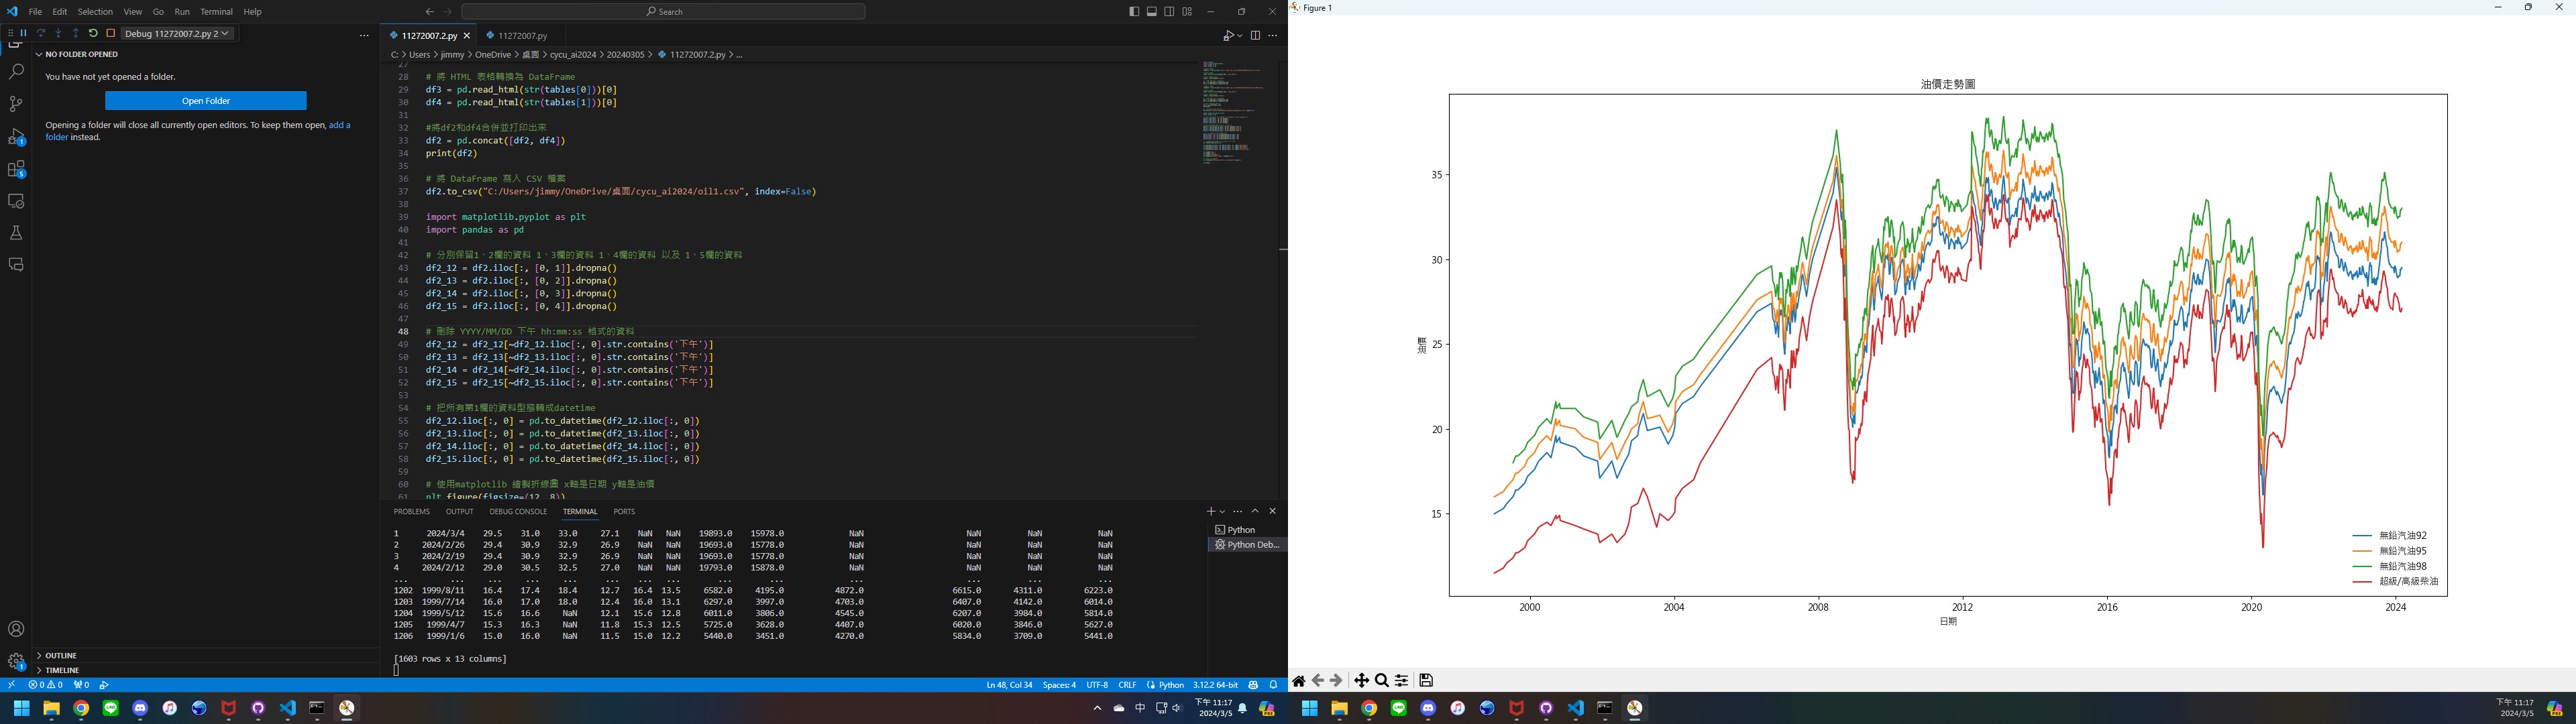 File Edit Selection View Go Run Terminal Help
Search
Debug 11272007.2.py 2
11272007.2.py
11272007.py
NO FOLDER OPENED
C: > Users > jimmy > OneDrive > 桌面 > cycu_ai2024 > 20240305 > 11272007.2.py > ...
You have not yet opened a folder.
Open Folder
Opening a folder will close all currently open editors. To keep them open, add a
folder instead.
27
28 # 將 HTML 表格轉換為 DataFrame
29 df3 = pd.read_html(str(tables[0]))[0]
30 df4 = pd.read_html(str(tables[1]))[0]
31
32 #將df2和df4合併並打印出來
33 df2 = pd.concat([df2, df4])
34 print(df2)
35
36 # 將 DataFrame 寫入 CSV 檔案
37 df2.to_csv("C:/Users/jimmy/OneDrive/桌面/cycu_ai2024/oil1.csv", index=False)
38
39 import matplotlib.pyplot as plt
40 import pandas as pd
41
42 # 分別保留1、2欄的資料 1、3欄的資料 1、4欄的資料 以及 1、5欄的資料
43 df2_12 = df2.iloc[:, [0, 1]].dropna()
44 df2_13 = df2.iloc[:, [0, 2]].dropna()
45 df2_14 = df2.iloc[:, [0, 3]].dropna()
46 df2_15 = df2.iloc[:, [0, 4]].dropna()
47
48 # 刪除 YYYY/MM/DD 下午 hh:mm:ss 格式的資料
49 df2_12 = df2_12[~df2_12.iloc[:, 0].str.contains('下午')]
50 df2_13 = df2_13[~df2_13.iloc[:, 0].str.contains('下午')]
51 df2_14 = df2_14[~df2_14.iloc[:, 0].str.contains('下午')]
52 df2_15 = df2_15[~df2_15.iloc[:, 0].str.contains('下午')]
53
54 # 把所有第1欄的資料型態轉成datetime
55 df2_12.iloc[:, 0] = pd.to_datetime(df2_12.iloc[:, 0])
56 df2_13.iloc[:, 0] = pd.to_datetime(df2_13.iloc[:, 0])
57 df2_14.iloc[:, 0] = pd.to_datetime(df2_14.iloc[:, 0])
58 df2_15.iloc[:, 0] = pd.to_datetime(df2_15.iloc[:, 0])
59
60 # 使用matplotlib 繪製折線圖 x軸是日期 y軸是油價
61 plt.figure(figsize=(12, 8))
PROBLEMS OUTPUT DEBUG CONSOLE TERMINAL PORTS
1 2024/3/4 29.5 31.0 33.0 27.1 NaN NaN 19893.0 15978.0 NaN NaN NaN NaN
2 2024/2/26 29.4 30.9 32.9 26.9 NaN NaN 19693.0 15778.0 NaN NaN NaN NaN
3 2024/2/19 29.4 30.9 32.9 26.9 NaN NaN 19693.0 15778.0 NaN NaN NaN NaN
4 2024/2/12 29.0 30.5 32.5 27.0 NaN NaN 19793.0 15878.0 NaN NaN NaN NaN
... ... ... ... ... ... ... ... ... ... ... ... ... ...
1202 1999/8/11 16.4 17.4 18.4 12.7 16.4 13.5 6582.0 4195.0 4872.0 6615.0 4311.0 6223.0
1203 1999/7/14 16.0 17.0 18.0 12.4 16.0 13.1 6297.0 3997.0 4703.0 6407.0 4142.0 6014.0
1204 1999/5/12 15.6 16.6 NaN 12.1 15.6 12.8 6011.0 3806.0 4545.0 6207.0 3984.0 5814.0
1205 1999/4/7 15.3 16.3 NaN 11.8 15.3 12.5 5725.0 3628.0 4407.0 6020.0 3846.0 5627.0
1206 1999/1/6 15.0 16.0 NaN 11.5 15.0 12.2 5440.0 3451.0 4270.0 5834.0 3709.0 5441.0
[1603 rows x 13 columns]
Python
Python Deb...
OUTLINE
TIMELINE
0 0 0
Ln 48, Col 34 Spaces: 4 UTF-8 CRLF Python 3.12.2 64-bit
中
下午 11:17
2024/3/5
Figure 1
油價走勢圖
35
30
25
20
15
油價
2000 2004 2008 2012 2016 2020 2024
日期
無鉛汽油92
無鉛汽油95
無鉛汽油98
超級/高級柴油
下午 11:17
2024/3/5